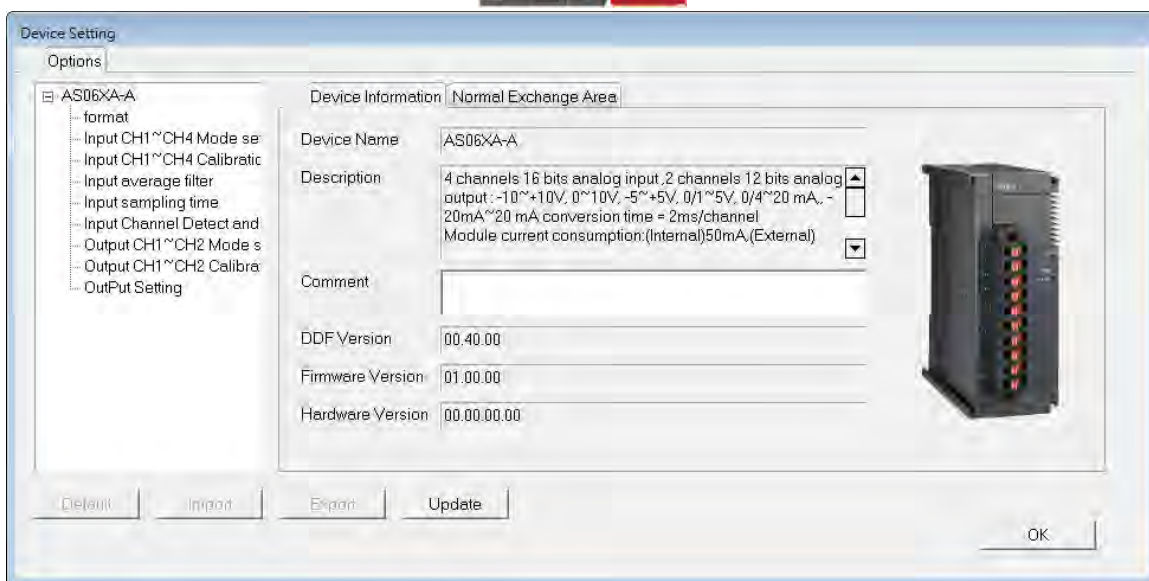 Device Setting
Options
AS06XA-A
format
Input CH1~CH4 Mode se
Input CH1~CH4 Calibratic
Input average filter
Input sampling time
Input Channel Detect and
Output CH1~CH2 Mode s
Output CH1~CH2 Calibra
OutPut Setting
Device Information
Normal Exchange Area
Device Name
AS06XA-A
Description
4 channels 16 bits analog input ,2 channels 12 bits analog
output : -10~+10V, 0~10V, -5~+5V, 0/1~5V, 0/4~20 mA, -
20mA~20 mA conversion time = 2ms/channel
Module current consumption:(Internal)50mA,(External)
Comment
DDF Version
00.40.00
Firmware Version
01.00.00
Hardware Version
00.00.00.00
Default
Import
Export
Update
OK